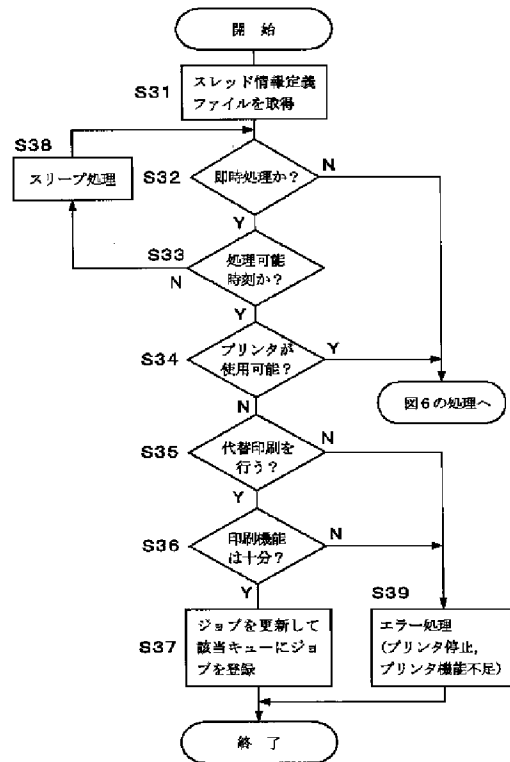 開 始
S31
スレッド情報定義
ファイルを取得
S38
スリープ処理
S32
即時処理か？
N
Y
S33
処理可能
時刻か？
N
Y
S34
プリンタが
使用可能？
Y
N
図6の処理へ
S35
代替印刷を
行う？
N
Y
S36
印刷機能
は十分？
N
Y
S37
ジョブを更新して
該当キューにジョ
ブを登録
S39
エラー処理
(プリンタ停止,
プリンタ機能不足)
終 了